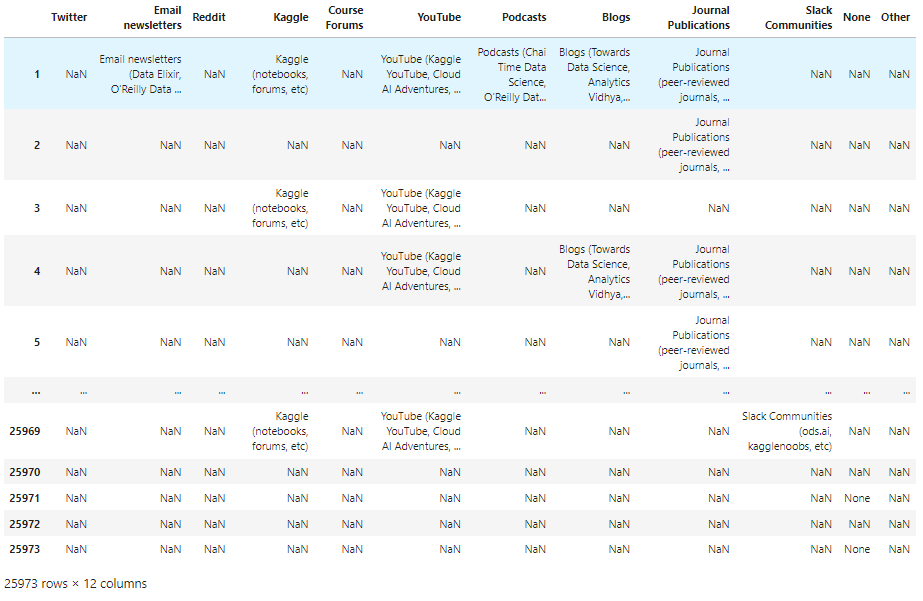 Twitter Email newsletters Reddit Kaggle Course Forums YouTube Podcasts Blogs Journal Publications Slack Communities None Other
1 NaN Email newsletters (Data Elixir, O'Reilly Data ... NaN Kaggle (notebooks, forums, etc) NaN YouTube (Kaggle YouTube, Cloud AI Adventures, ... Podcasts (Chai Time Data Science, O’Reilly Dat... Blogs (Towards Data Science, Analytics Vidhya,... Journal Publications (peer-reviewed journals, ... NaN NaN NaN
2 NaN NaN NaN NaN NaN NaN NaN NaN Journal Publications (peer-reviewed journals, ... NaN NaN NaN
3 NaN NaN NaN Kaggle (notebooks, forums, etc) NaN YouTube (Kaggle YouTube, Cloud AI Adventures, ... NaN NaN NaN NaN NaN NaN
4 NaN NaN NaN NaN NaN YouTube (Kaggle YouTube, Cloud AI Adventures, ... NaN Blogs (Towards Data Science, Analytics Vidhya,... Journal Publications (peer-reviewed journals, ... NaN NaN NaN
5 NaN NaN NaN NaN NaN NaN NaN NaN Journal Publications (peer-reviewed journals, ... NaN NaN NaN
... ... ... ... ... ... ... ... ... ... ... ... ...
25969 NaN NaN NaN Kaggle (notebooks, forums, etc) NaN YouTube (Kaggle YouTube, Cloud AI Adventures, ... NaN NaN NaN Slack Communities (ods.ai, kagglenoobs, etc) NaN NaN
25970 NaN NaN NaN NaN NaN NaN NaN NaN NaN NaN NaN NaN
25971 NaN NaN NaN NaN NaN NaN NaN NaN NaN NaN None NaN
25972 NaN NaN NaN NaN NaN NaN NaN NaN NaN NaN NaN NaN
25973 NaN NaN NaN NaN NaN NaN NaN NaN NaN NaN None NaN
25973 rows × 12 columns